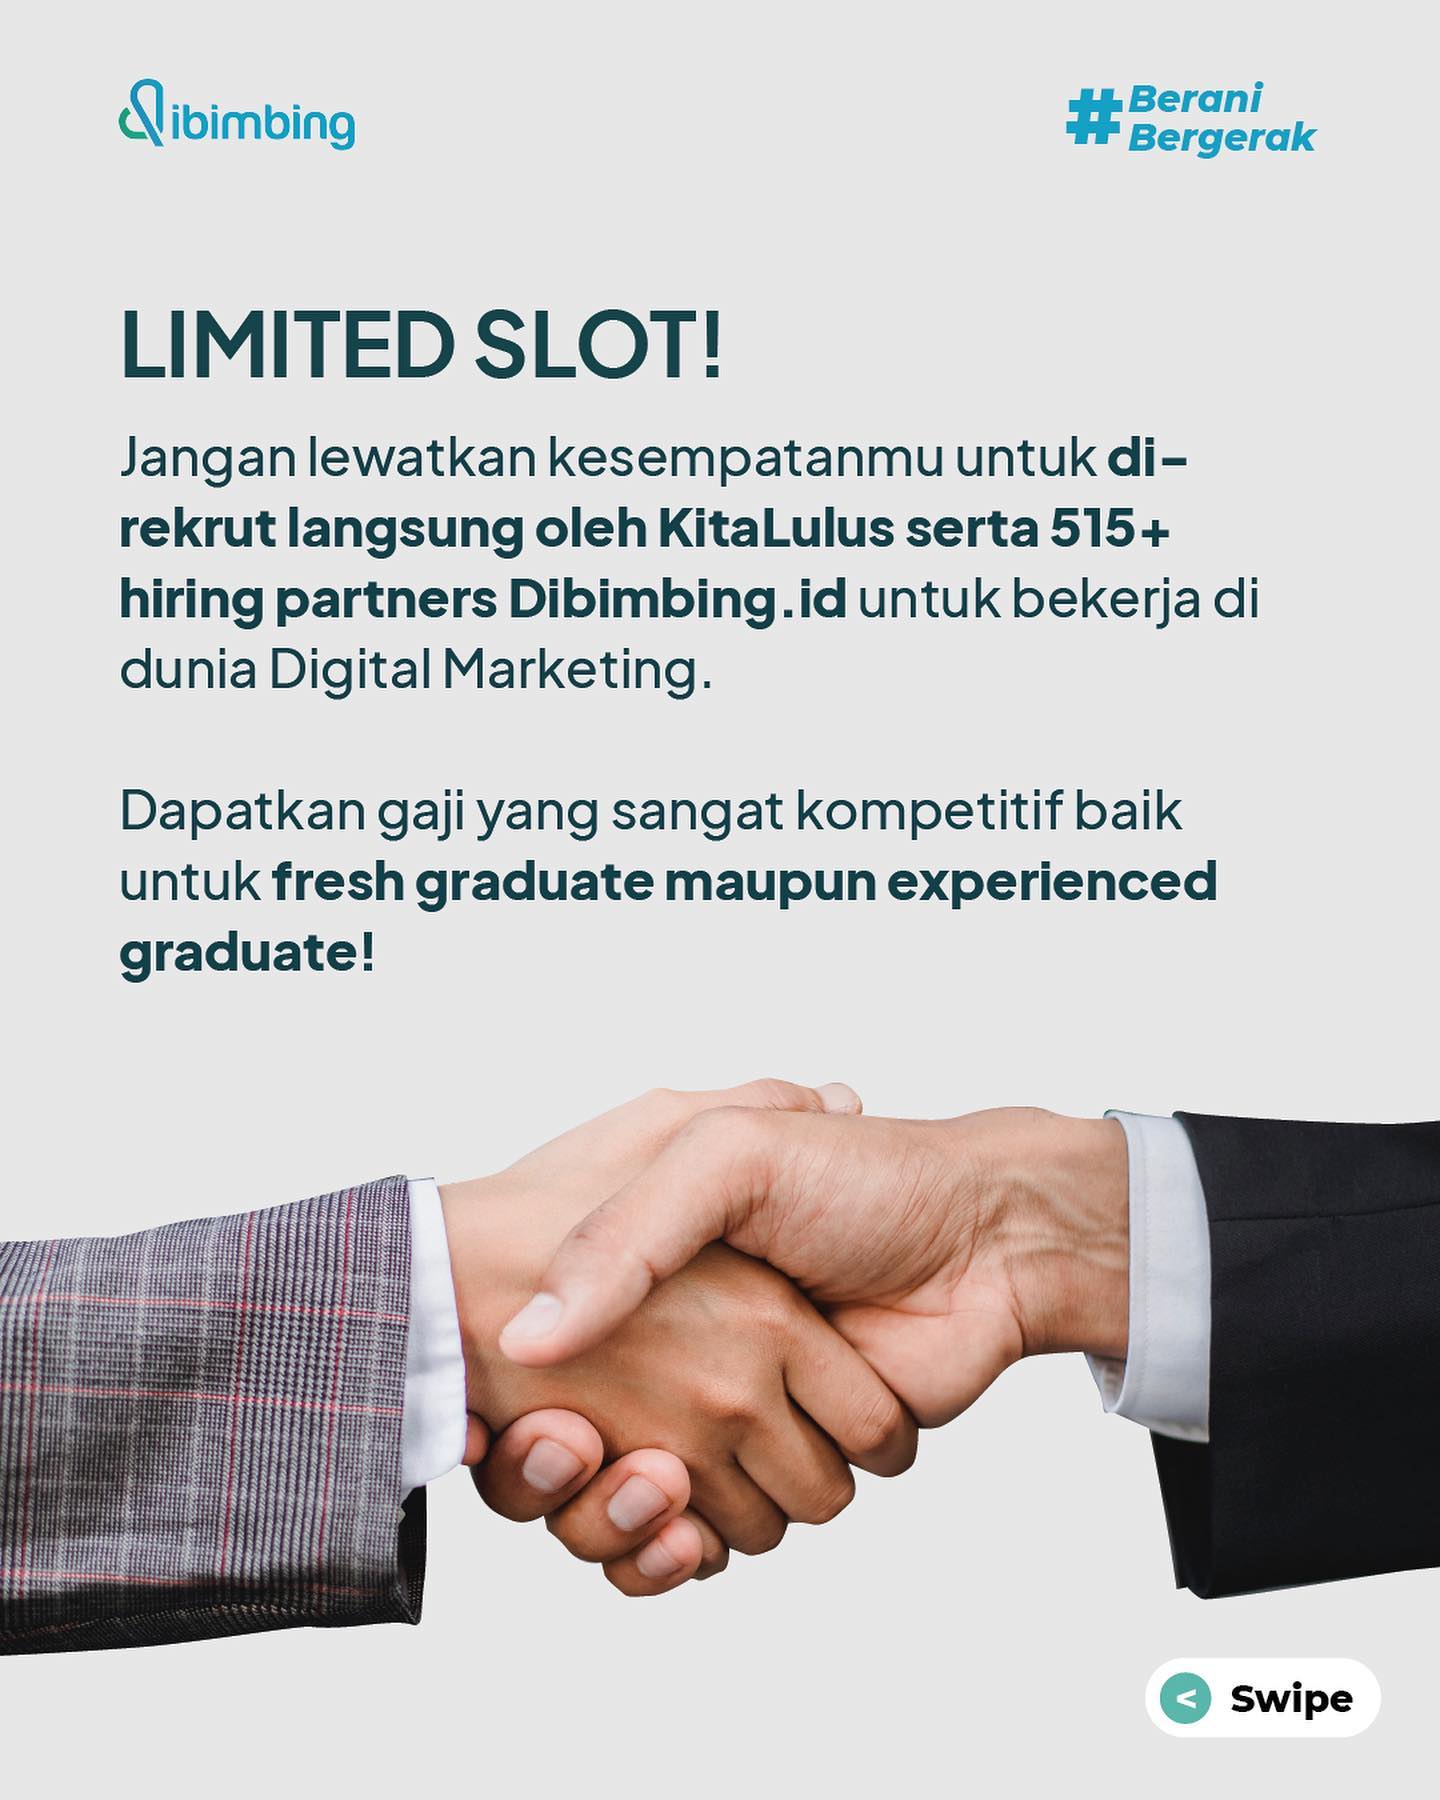 dibimbing
#Berani
Bergerak
LIMITED SLOT!
Jangan lewatkan kesempatanmu untuk di-
rekrut langsung oleh KitaLulus serta 515+
hiring partners Dibimbing.id untuk bekerja di
dunia Digital Marketing.
Dapatkan gaji yang sangat kompetitif baik
untuk fresh graduate maupun experienced
graduate!
< Swipe